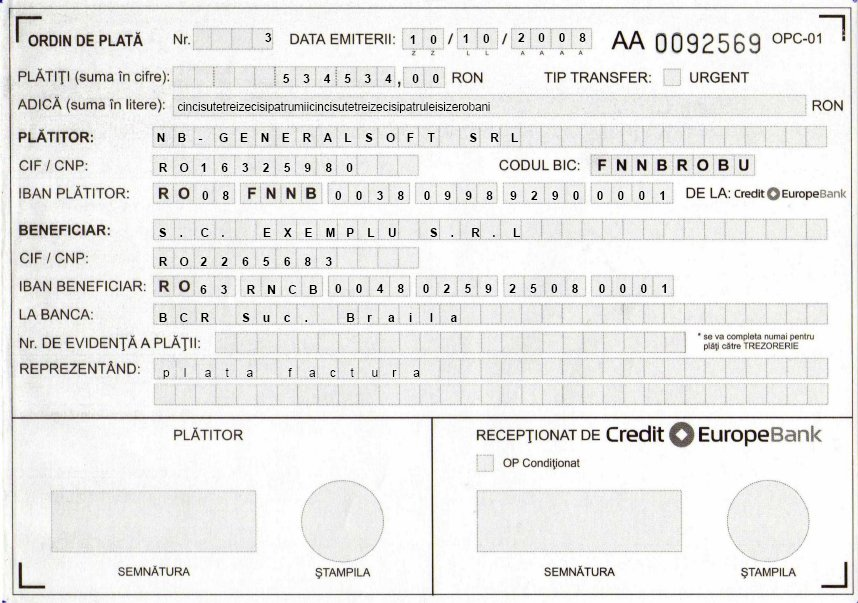 ORDIN DE PLATĂ Nr. 3 DATA EMITERII: 10/10/2008 AA 0092569 OPC-01
Z Z L L A A A A
PLĂTIŢI (suma în cifre): 534534,00 RON TIP TRANSFER: URGENT
ADICĂ (suma în litere): cincisutetreizecisipatrumiicincisutetreizecisipatruleisizerobani RON
PLĂTITOR: NB-GENERALSOFT SRL
CIF / CNP: RO16325980 CODUL BIC: FNNBROBU
IBAN PLĂTITOR: RO08 FNNB 0038 0998 9290 0001 DE LA: Credit EuropeBank
BENEFICIAR: S.C. EXEMPLU S.R.L
CIF / CNP: RO2265683
IBAN BENEFICIAR: RO63 RNCB 0048 0259 2508 0001
LA BANCA: BCR Suc. Braila
Nr. DE EVIDENŢĂ A PLĂŢII: * se va completa numai pentru
plăţi către TREZORERIE
REPREZENTÂND: plata factura
PLĂTITOR RECEPŢIONAT DE Credit EuropeBank
OP Condiţionat
SEMNĂTURA ŞTAMPILA SEMNĂTURA ŞTAMPILA